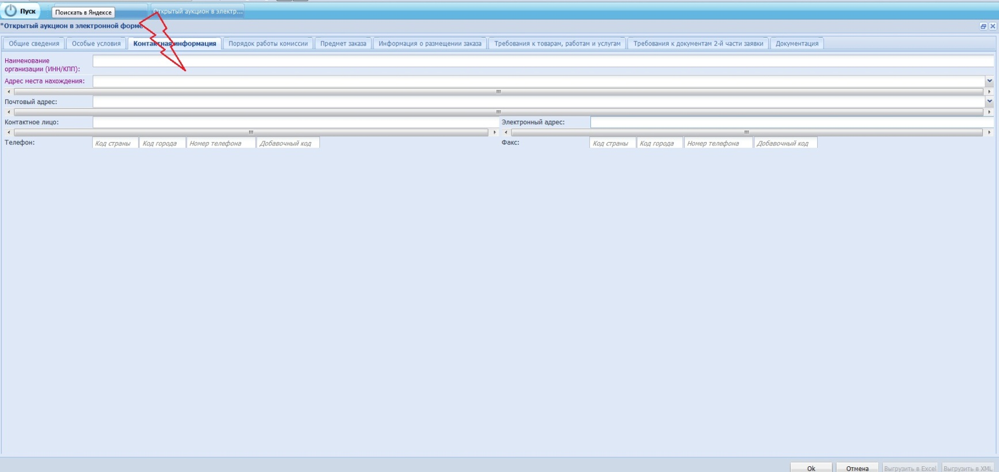 Пуск
Поискать в Яндексе
Открытый аукцион в электр...
*Открытый аукцион в электронной форме
Общие сведения
Особые условия
Контактная информация
Порядок работы комиссии
Предмет заказа
Информация о размещении заказа
Требования к товарам, работам и услугам
Требования к документам 2-й части заявки
Документация
Наименование
организации (ИНН/КПП):
Адрес места нахождения:
Почтовый адрес:
Контактное лицо:
Электронный адрес:
Телефон:
Код страны
Код города
Номер телефона
Добавочный код
Факс:
Код страны
Код города
Номер телефона
Добавочный код
Ok
Отмена
Выгрузить в Excel
Выгрузить в XML